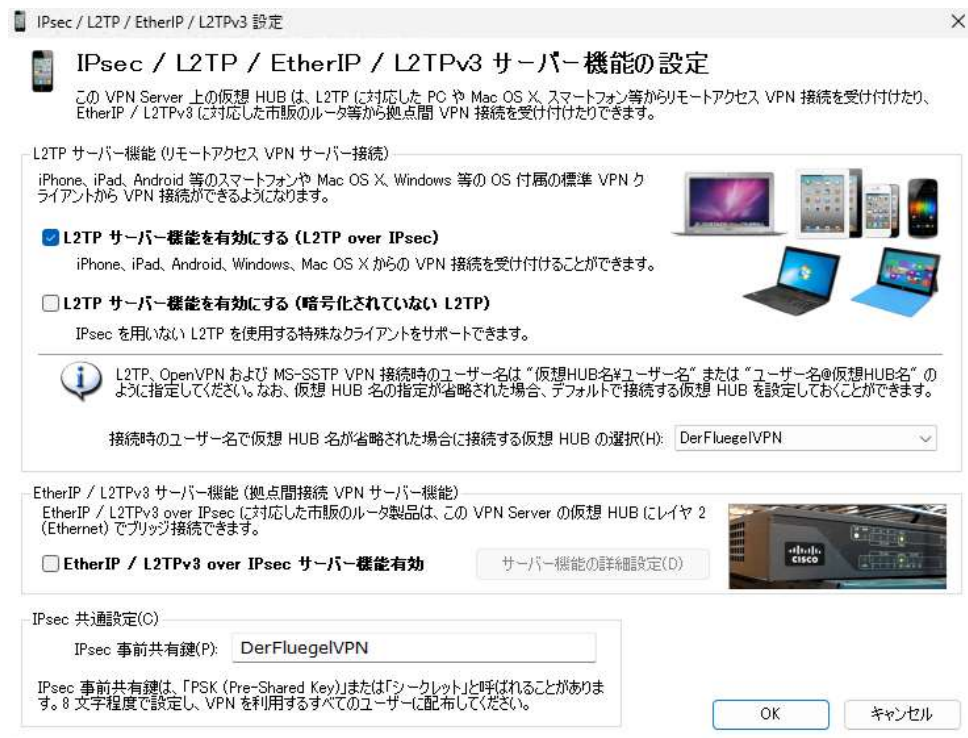 IPsec / L2TP / EtherIP / L2TPv3 設定
IPsec / L2TP / EtherIP / L2TPv3 サーバー機能の設定
この VPN Server 上の仮想 HUB は、L2TP に対応した PC や Mac OS X、スマートフォン等からリモートアクセス VPN 接続を受け付けたり、
EtherIP / L2TPv3 に対応した市販のルータ等から拠点間 VPN 接続を受け付けたりできます。
L2TP サーバー機能 (リモートアクセス VPN サーバー接続)
iPhone、iPad、Android 等のスマートフォンや Mac OS X、Windows 等の OS 付属の標準 VPN ク
ライアントから VPN 接続ができるようになります。
L2TP サーバー機能を有効にする (L2TP over IPsec)
iPhone、iPad、Android、Windows、Mac OS X からの VPN 接続を受け付けることができます。
L2TP サーバー機能を有効にする (暗号化されていない L2TP)
IPsec を用いない L2TP を使用する特殊なクライアントをサポートできます。
L2TP、OpenVPN および MS-SSTP VPN 接続時のユーザー名は "仮想HUB名¥ユーザー名" または "ユーザー名@仮想HUB名" の
ように指定してください。なお、仮想 HUB 名の指定が省略された場合、デフォルトで接続する仮想 HUB を設定しておくことができます。
接続時のユーザー名で仮想 HUB 名が省略された場合に接続する仮想 HUB の選択(H): DerFluegelVPN
EtherIP / L2TPv3 サーバー機能 (拠点間接続 VPN サーバー機能)
EtherIP / L2TPv3 over IPsec に対応した市販のルータ製品は、この VPN Server の仮想 HUB にレイヤ 2
(Ethernet) でブリッジ接続できます。
EtherIP / L2TPv3 over IPsec サーバー機能有効 サーバー機能の詳細設定(D)
CISCO
IPsec 共通設定(C)
IPsec 事前共有鍵(P): DerFluegelVPN
IPsec 事前共有鍵は、「PSK (Pre-Shared Key)」または「シークレット」と呼ばれることがありま
す。8 文字程度で設定し、VPN を利用するすべてのユーザーに配布してください。
OK キャンセル